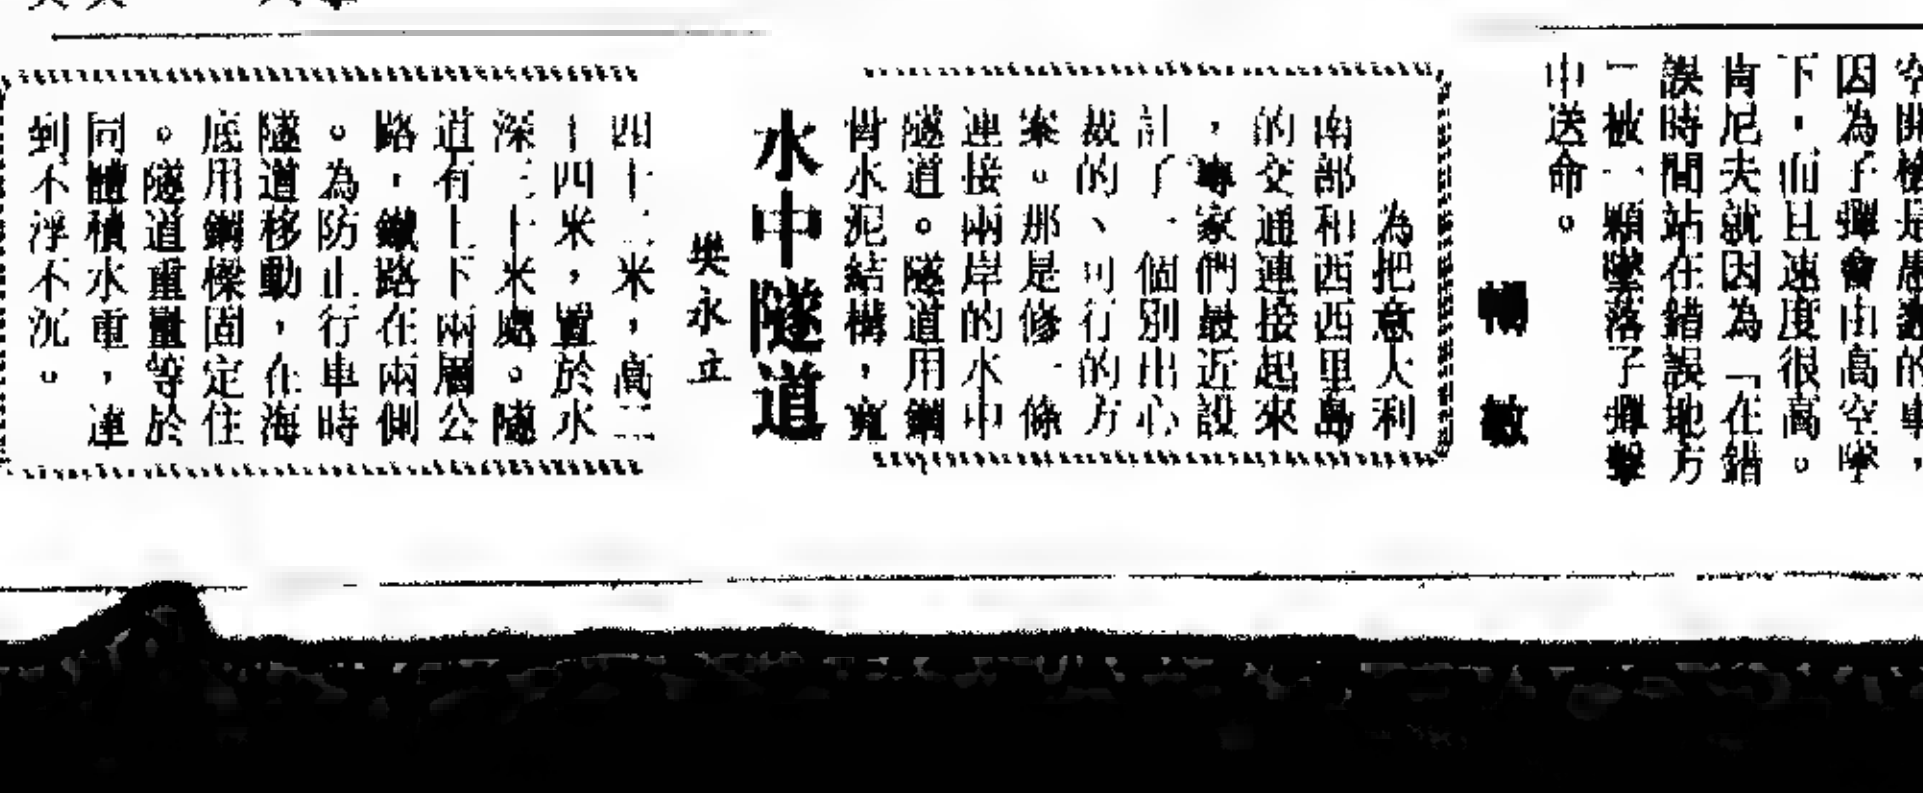 因為了彈會由高空墜
下，而且速度很高。
肯尼夫就因為「在錯
誤時間站在錯誤地方
」被一顆墜落了彈擊
中送命。
暢　敏
水中隧道
樊永立
為把意大利
南部和西西里島
的交通連接起來
，專家們最近設
計了一個別出心
裁的、可行的方
案。那是修一條
連接兩岸的水中
隧道。隧道用鋼
骨水泥結構，寬
四十二米，高二
十四米，置於水
深三十米處。隧
道有上下兩層公
路，鐵路在兩側
。為防止行車時
隧道移動，在海
底用鋼樑固定住
。隧道重量等於
同體積水重，達
到不浮不沉。